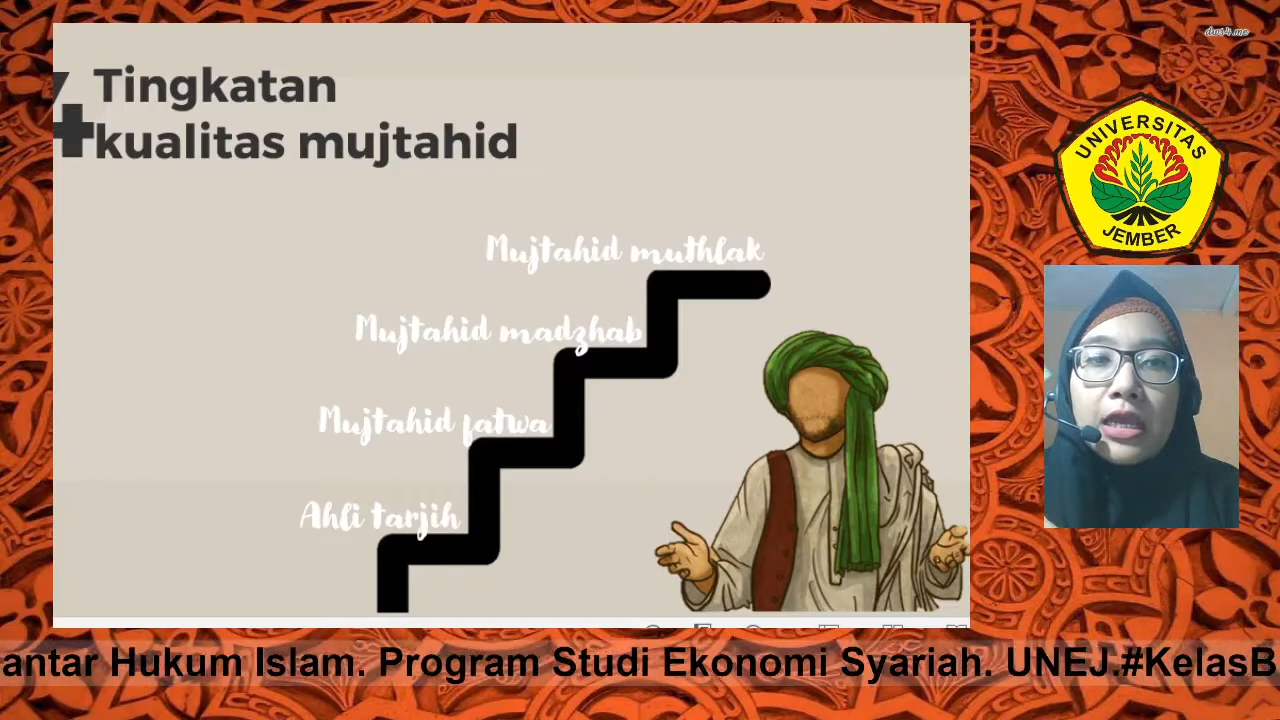 4 Tingkatan
kualitas mujtahid
Mujtahid muthlak
Mujtahid madzhab
Mujtahid fatwa
Ahli tarjih
UNIVERSITAS
JEMBER
antar Hukum Islam. Program Studi Ekonomi Syariah. UNEJ.#KelasB